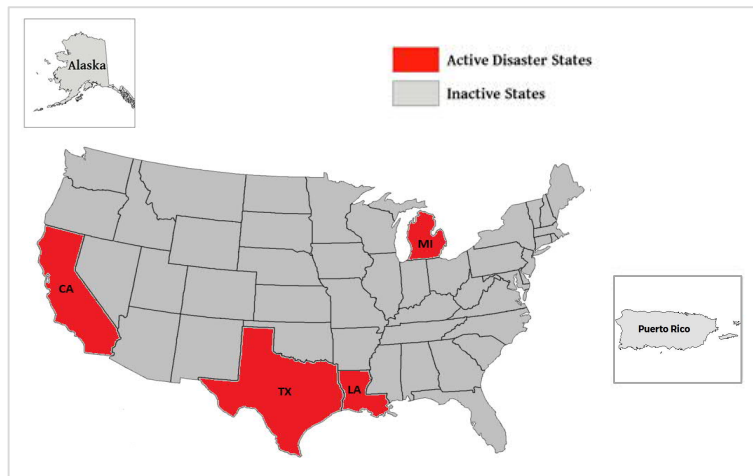 Alaska
Active Disaster States
Inactive States
MI
CA
Puerto Rico
TX
LA